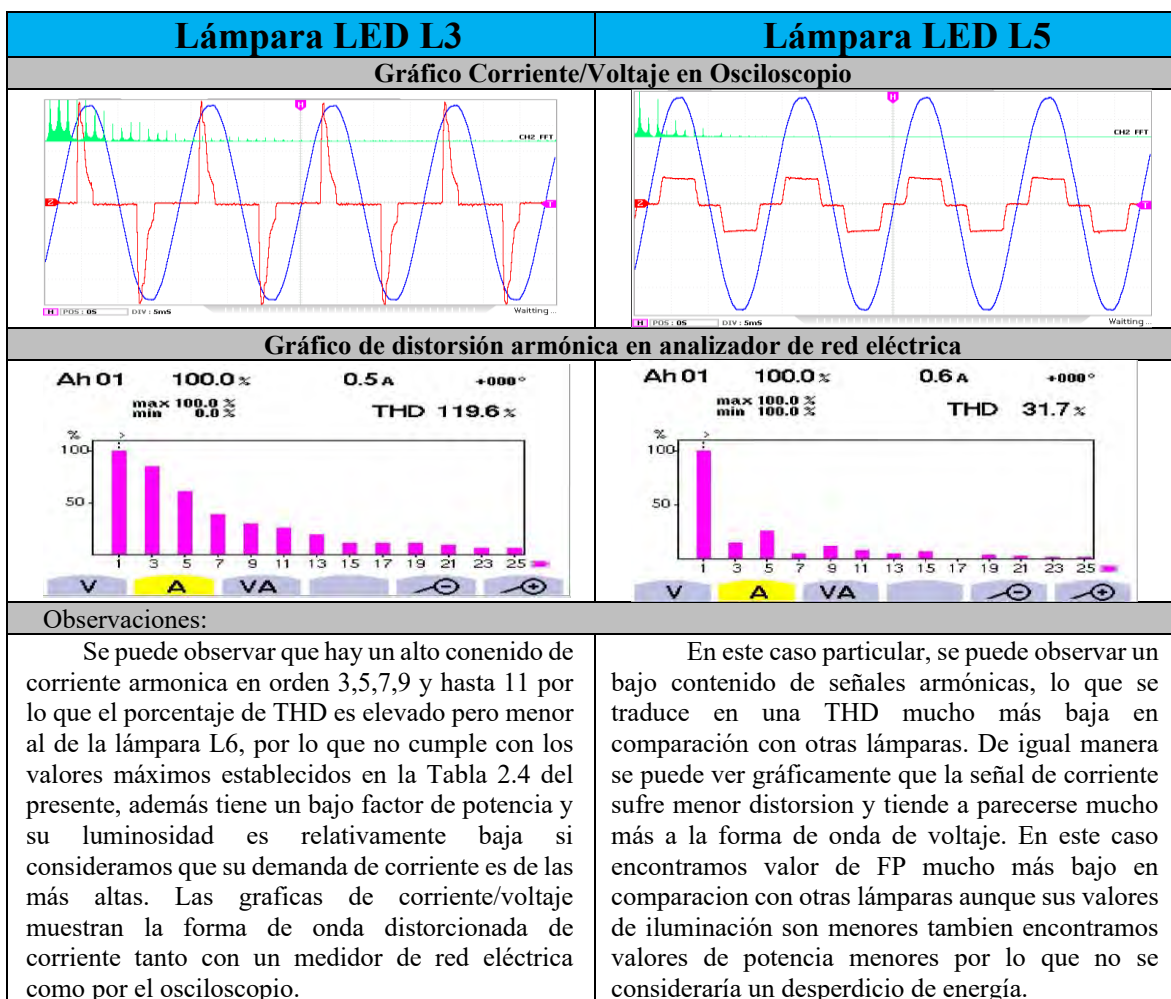 Lámpara LED L3
Lámpara LED L5
Gráfico Corriente/Voltaje en Osciloscopio
H
CH2 FFT
2
T
H POS: 0S DIV: 5mS Waitting...
H
CH2 FFT
2
T
H POS: 0S DIV: 5mS Waitting...
Gráfico de distorsión armónica en analizador de red eléctrica
Ah 01 100.0 % 0.5 A +000°
max 100.0 %
min 0.0 %
THD 119.6 %
%
>
100
50
1 3 5 7 9 11 13 15 17 19 21 23 25
V A VA
Ah 01 100.0 % 0.6 A +000°
max 100.0 %
min 100.0 %
THD 31.7 %
%
>
100
50
1 3 5 7 9 11 13 15 17 19 21 23 25
V A VA
Observaciones:
Se puede observar que hay un alto conenido de
corriente armonica en orden 3,5,7,9 y hasta 11 por
lo que el porcentaje de THD es elevado pero menor
al de la lámpara L6, por lo que no cumple con los
valores máximos establecidos en la Tabla 2.4 del
presente, además tiene un bajo factor de potencia y
su luminosidad es relativamente baja si
consideramos que su demanda de corriente es de las
más altas. Las graficas de corriente/voltaje
muestran la forma de onda distorcionada de
corriente tanto con un medidor de red eléctrica
como por el osciloscopio.
En este caso particular, se puede observar un
bajo contenido de señales armónicas, lo que se
traduce en una THD mucho más baja en
comparación con otras lámparas. De igual manera
se puede ver gráficamente que la señal de corriente
sufre menor distorsion y tiende a parecerse mucho
más a la forma de onda de voltaje. En este caso
encontramos valor de FP mucho más bajo en
comparacion con otras lámparas aunque sus valores
de iluminación son menores tambien encontramos
valores de potencia menores por lo que no se
consideraría un desperdicio de energía.